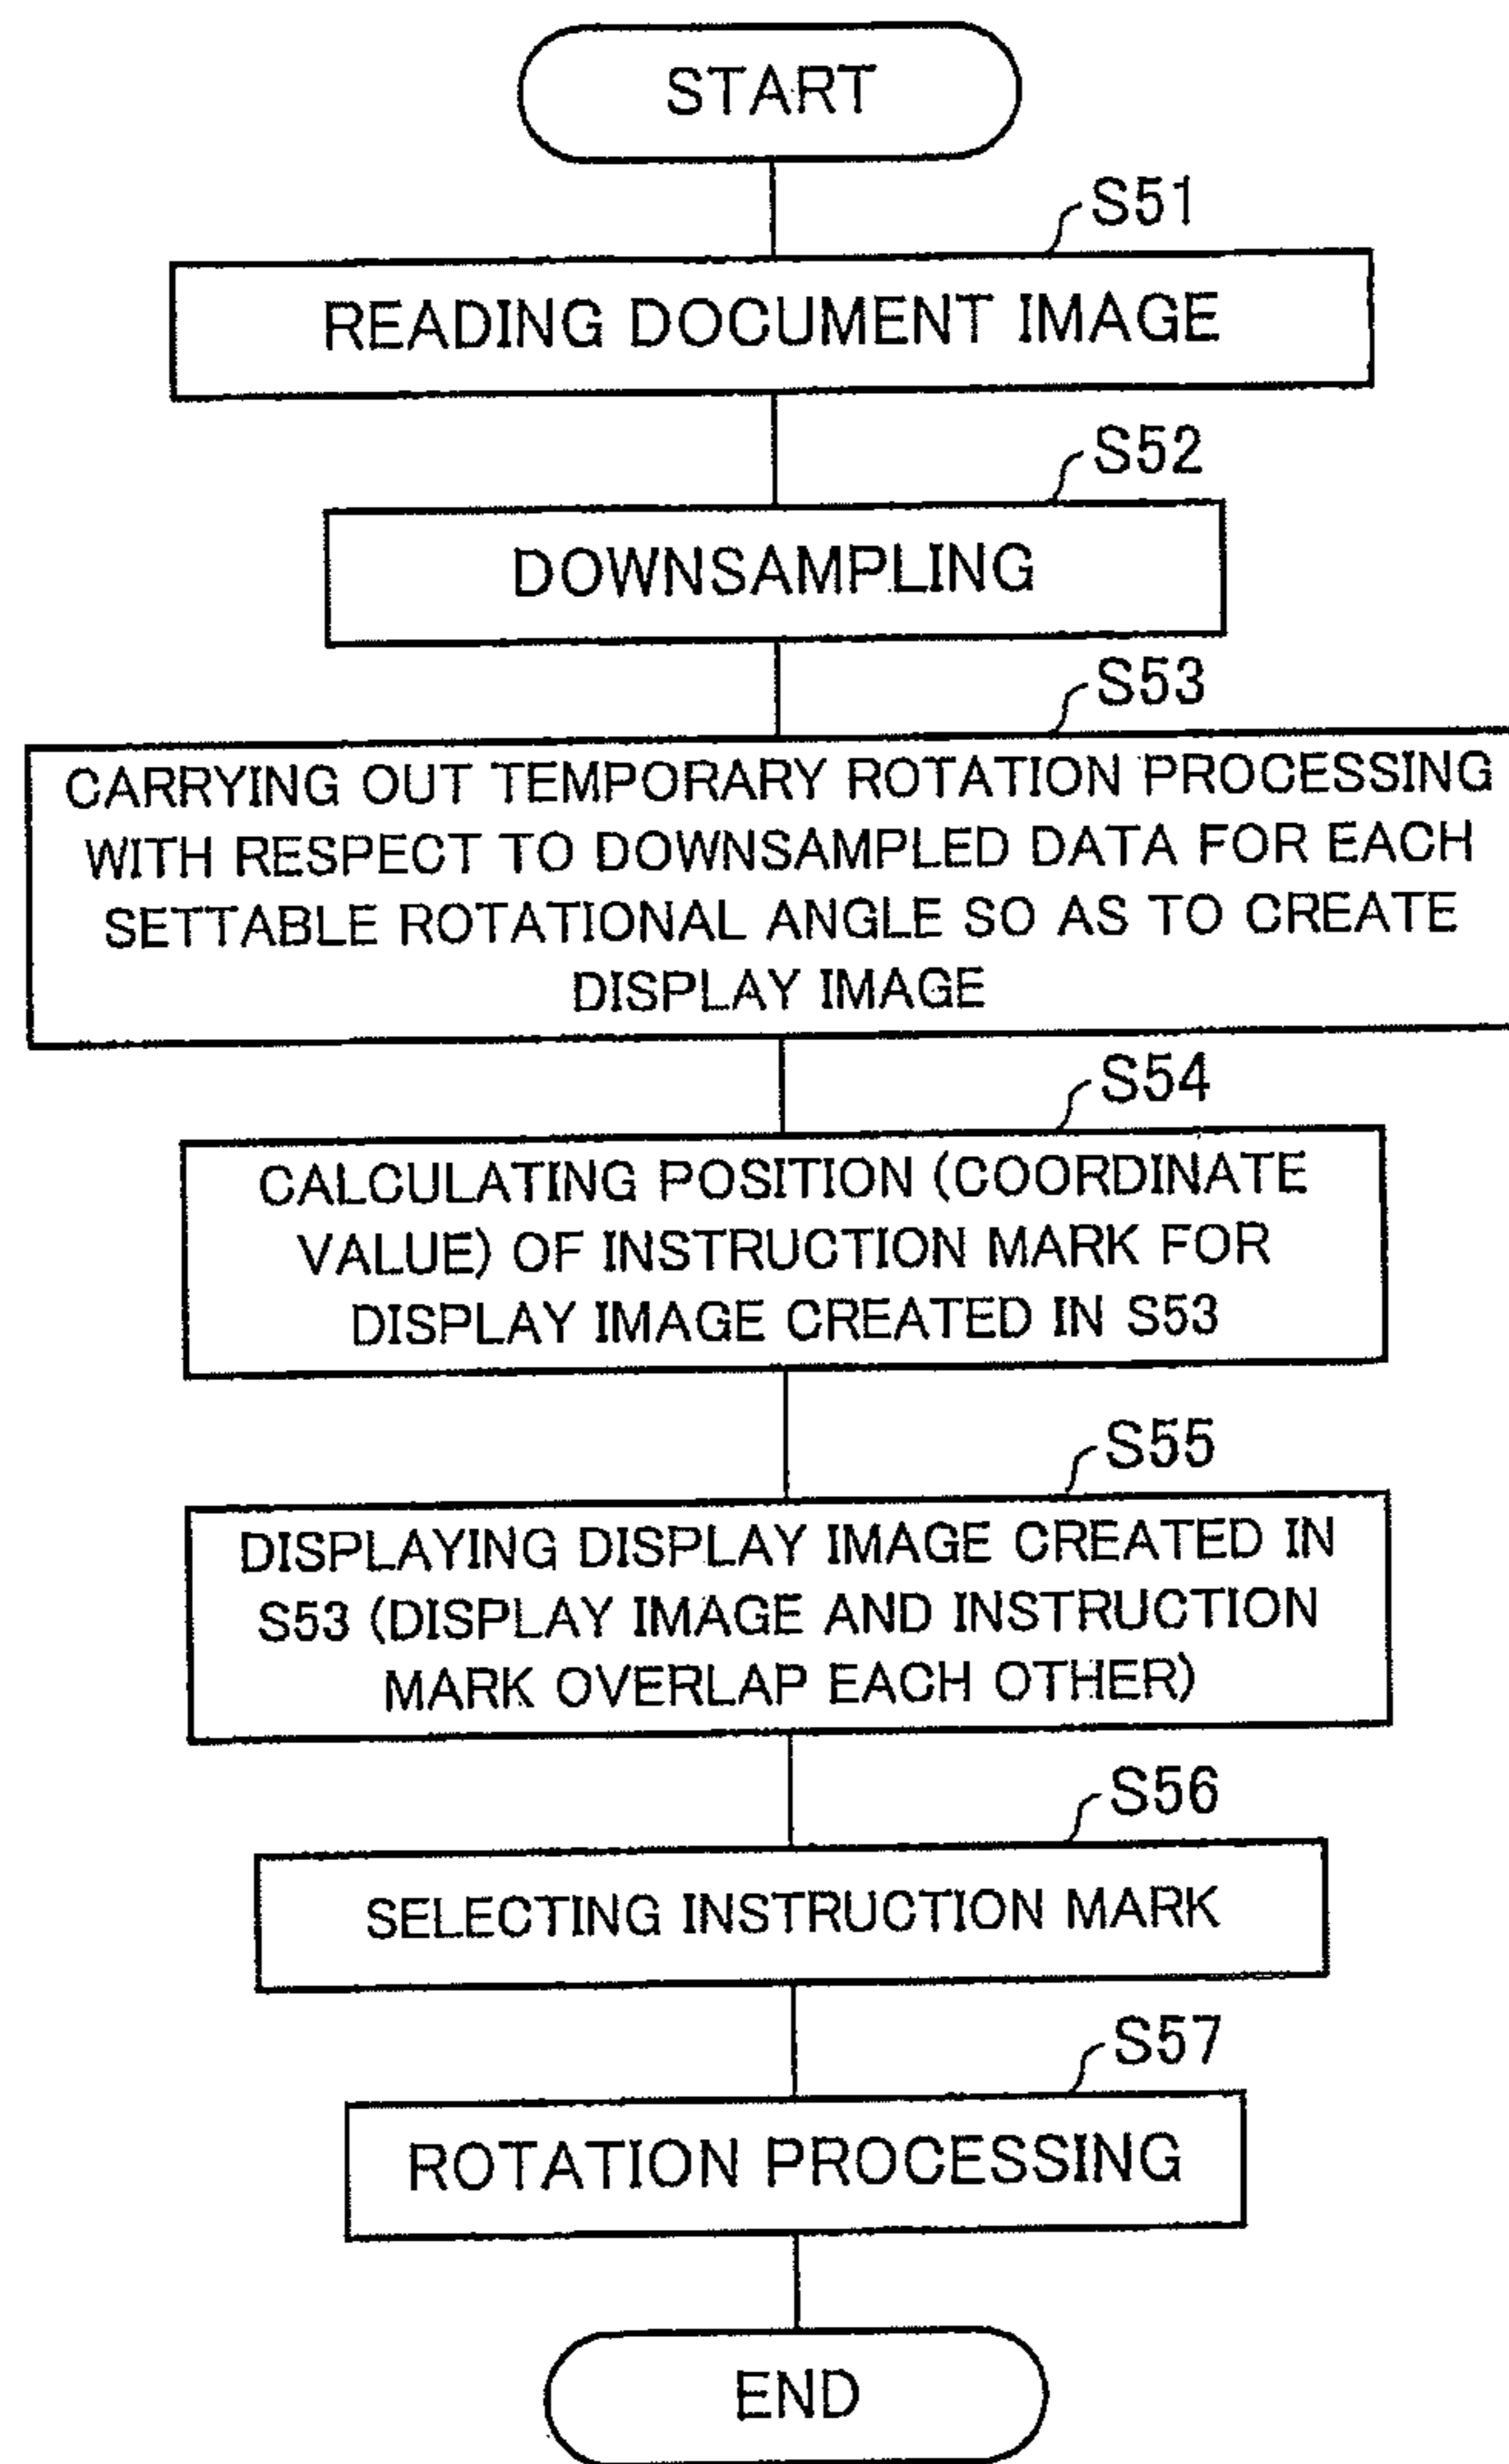 START
S51
READING DOCUMENT IMAGE
S52
DOWNSAMPLING
S53
CARRYING OUT TEMPORARY ROTATION PROCESSING
WITH RESPECT TO DOWNSAMPLED DATA FOR EACH
SETTABLE ROTATIONAL ANGLE SO AS TO CREATE
DISPLAY IMAGE
S54
CALCULATING POSITION (COORDINATE
VALUE) OF INSTRUCTION MARK FOR
DISPLAY IMAGE CREATED IN S53
S55
DISPLAYING DISPLAY IMAGE CREATED IN
S53 (DISPLAY IMAGE AND INSTRUCTION
MARK OVERLAP EACH OTHER)
S56
SELECTING INSTRUCTION MARK
S57
ROTATION PROCESSING
END